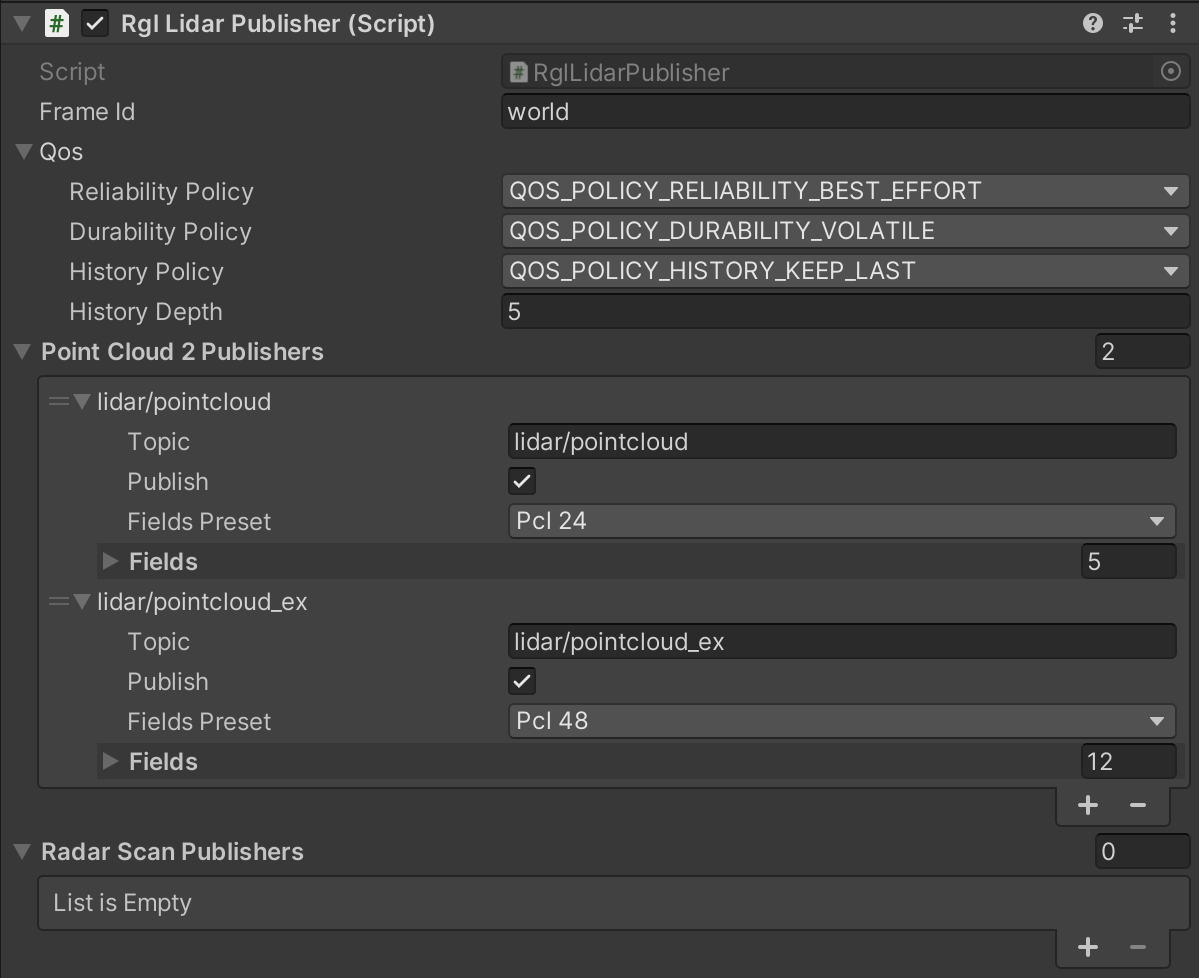 Rgl Lidar Publisher (Script)
Script RglLidarPublisher
Frame Id world
Qos
Reliability Policy QOS_POLICY_RELIABILITY_BEST_EFFORT
Durability Policy QOS_POLICY_DURABILITY_VOLATILE
History Policy QOS_POLICY_HISTORY_KEEP_LAST
History Depth 5
Point Cloud 2 Publishers 2
lidar/pointcloud
Topic lidar/pointcloud
Publish
Fields Preset Pcl 24
Fields 5
lidar/pointcloud_ex
Topic lidar/pointcloud_ex
Publish
Fields Preset Pcl 48
Fields 12
Radar Scan Publishers 0
List is Empty